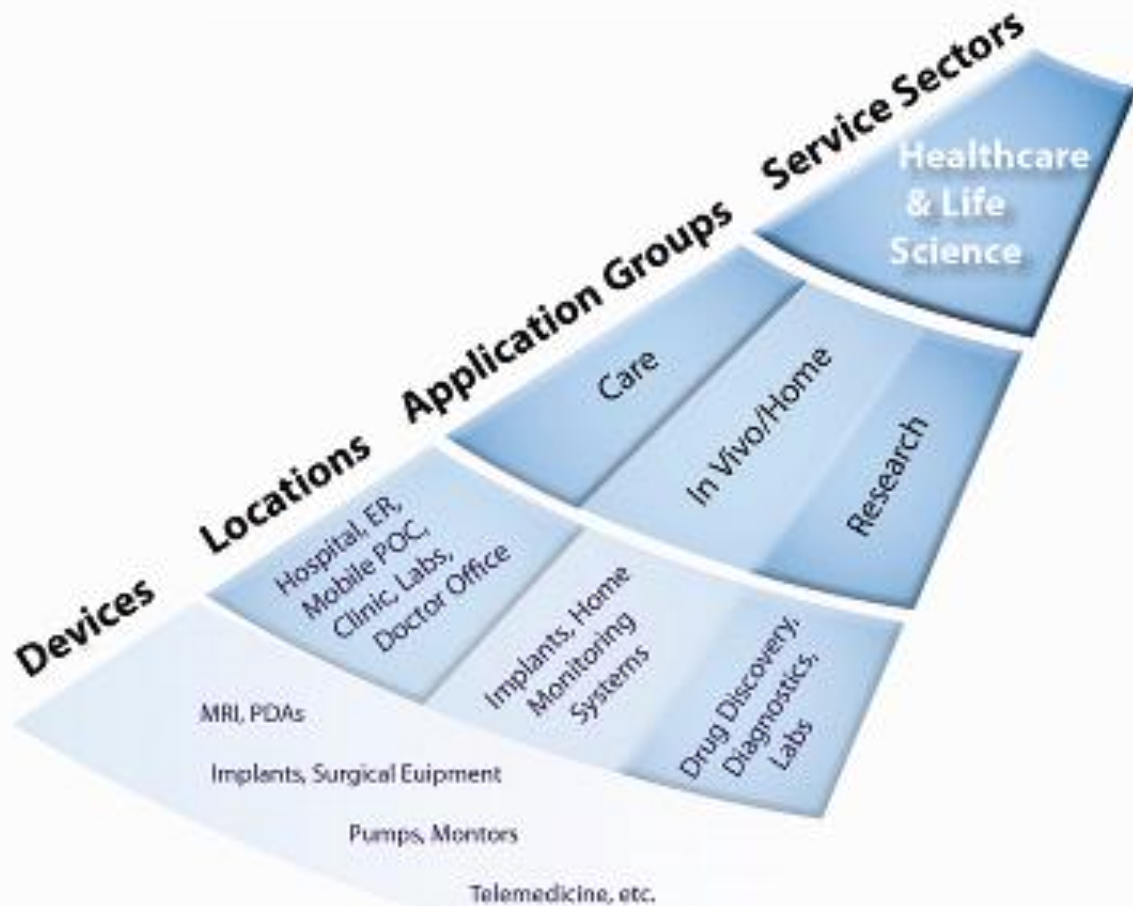 Service Sectors
Healthcare
& Life
Science
Application Groups
Care
In Vivo/Home
Research
Locations
Hospital, ER,
Mobile POC,
Clinic, Labs,
Doctor Office
Implants, Home
Monitoring
Systems
Drug Discovery,
Diagnostics,
Labs
Devices
MRI, PDAs
Implants, Surgical Euipment
Pumps, Montors
Telemedicine, etc.